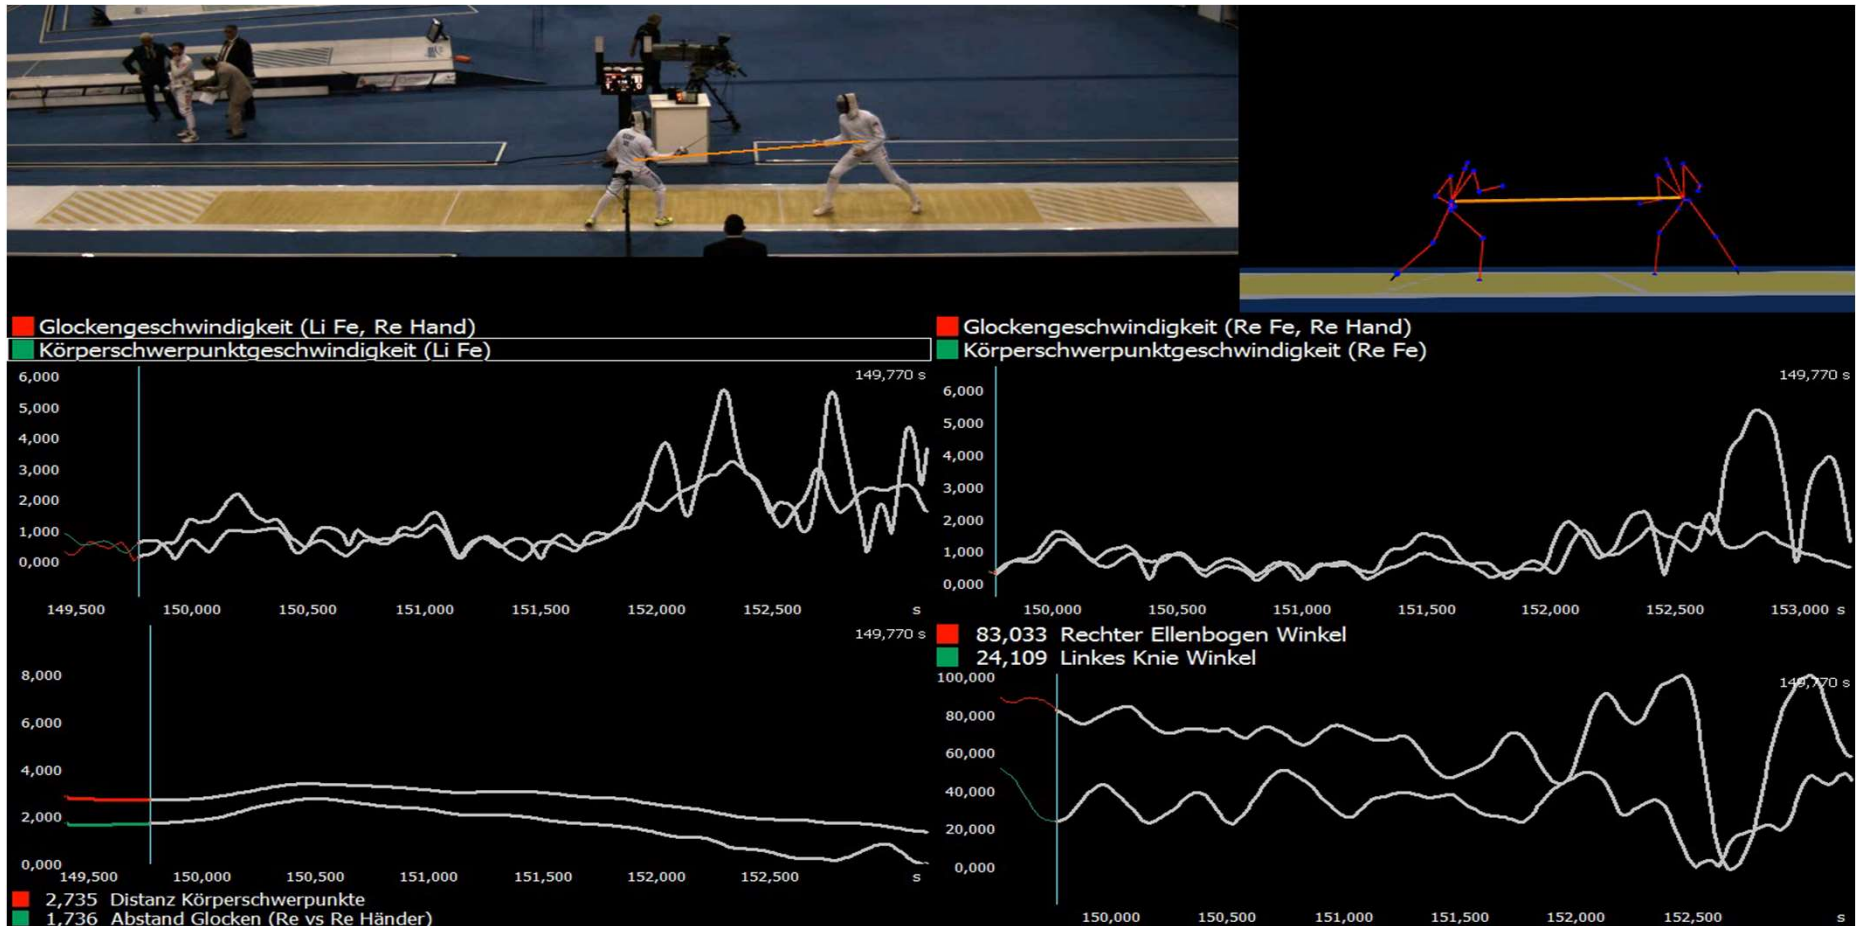 Glockengeschwindigkeit (Li Fe, Re Hand)
Körperschwerpunktgeschwindigkeit (Li Fe)
6,000
149,770 s
5,000
4,000
3,000
2,000
1,000
0,000
149,500 150,000 150,500 151,000 151,500 152,000 152,500 s
Glockengeschwindigkeit (Re Fe, Re Hand)
Körperschwerpunktgeschwindigkeit (Re Fe)
149,770 s
6,000
5,000
4,000
3,000
2,000
1,000
0,000
150,000 150,500 151,000 151,500 152,000 152,500 153,000 s
149,770 s
8,000
6,000
4,000
2,000
0,000
149,500 150,000 150,500 151,000 151,500 152,000 152,500 s
2,735 Distanz Körperschwerpunkte
1,736 Abstand Glocken (Re vs Re Händer)
83,033 Rechter Ellenbogen Winkel
24,109 Linkes Knie Winkel
100,000
149,770 s
80,000
60,000
40,000
20,000
0,000
150,000 150,500 151,000 151,500 152,000 152,500 s